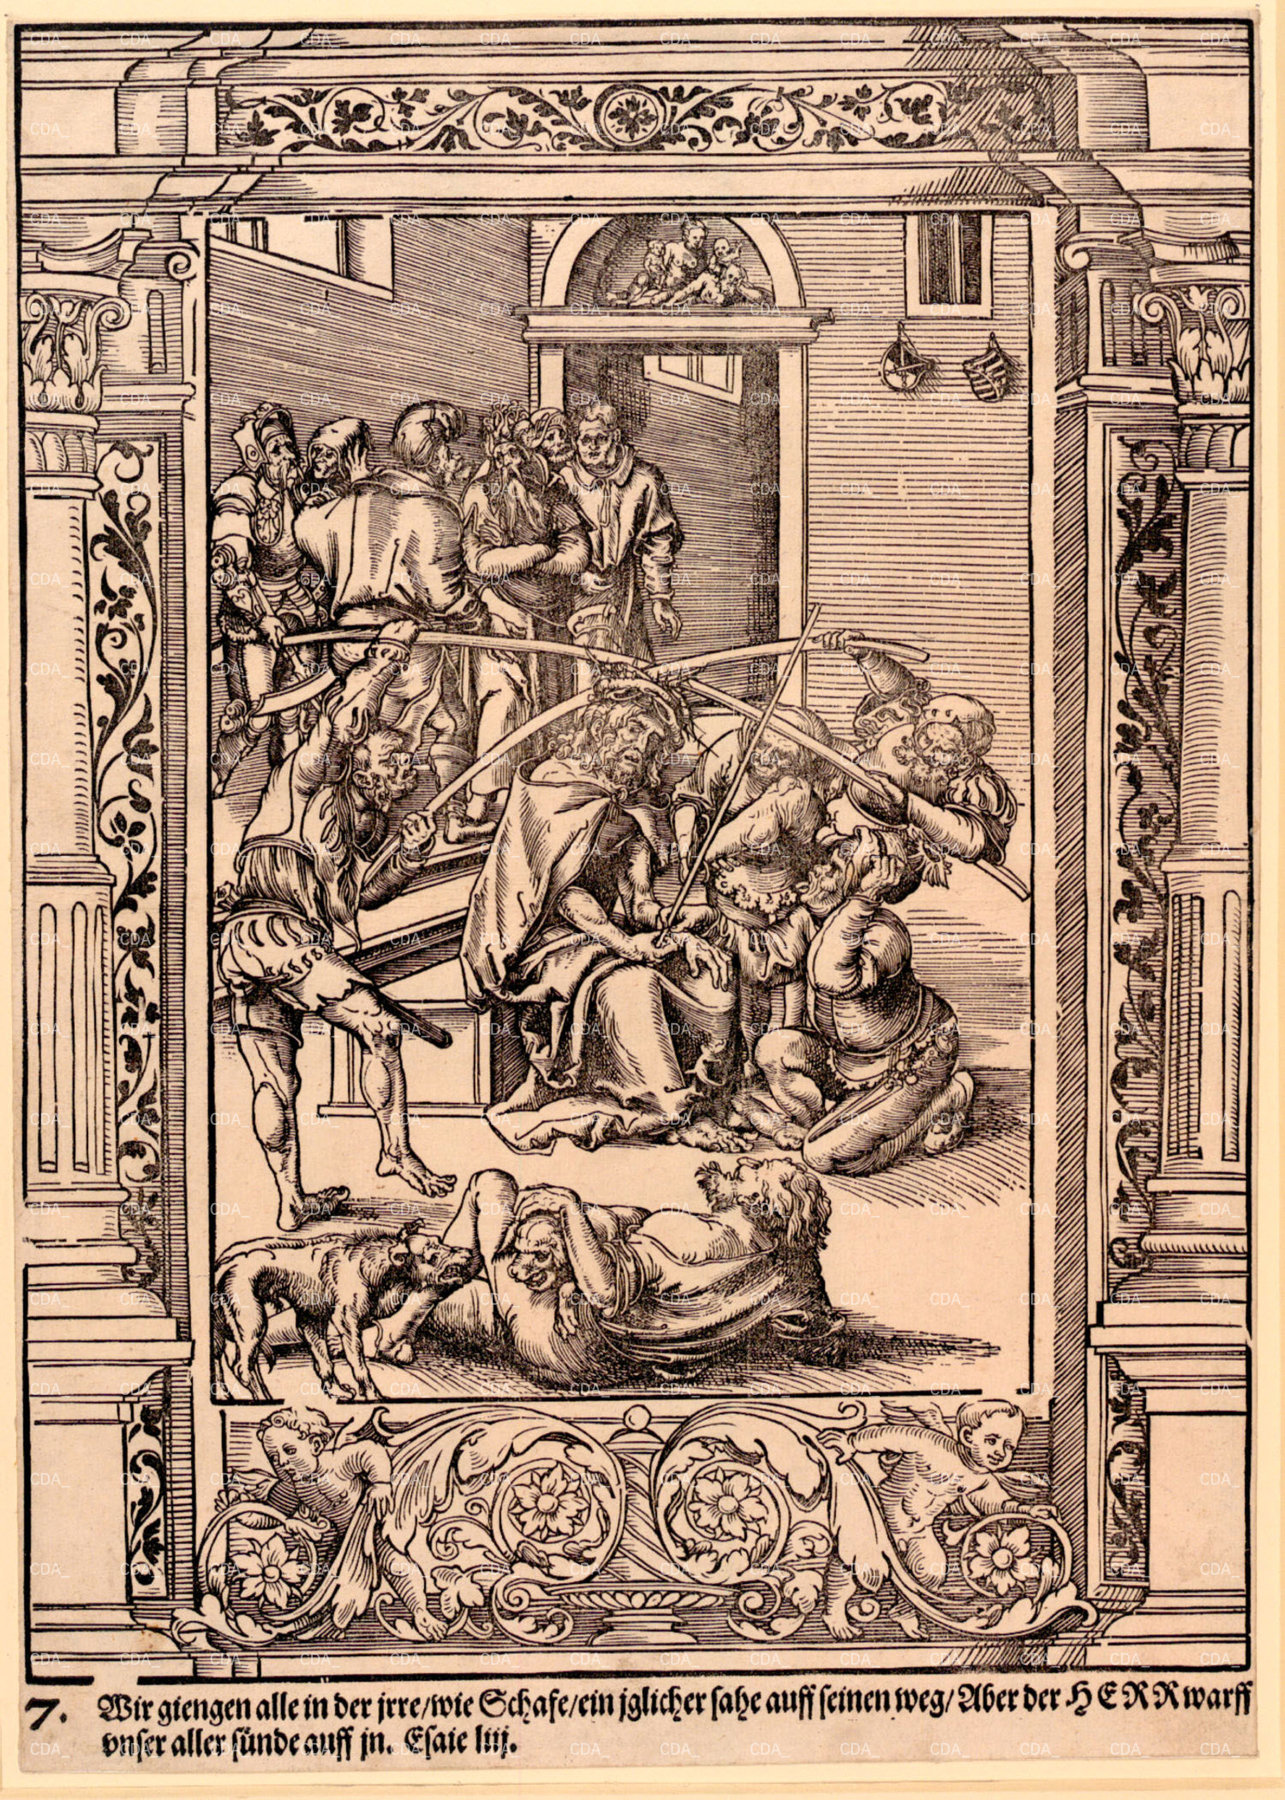 7. Wir giengen alle in der jrre/wie Schafe/ein jglicher sahe auff seinen weg/Aber der HERR warff
vnser aller sünde auff jn. Esaie liij.